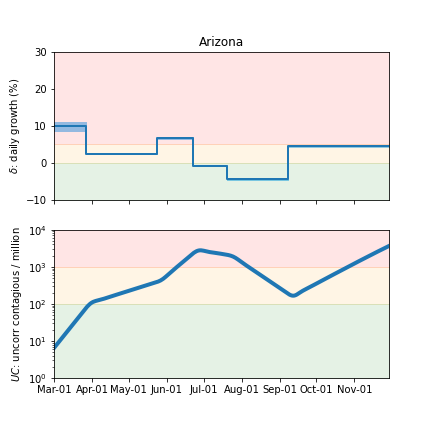 Arizona
δ: daily growth (%)
30
20
10
0
−10
UC: uncorr contagious / million
10⁴
10³
10²
10¹
10⁰
Mar-01 Apr-01 May-01 Jun-01 Jul-01 Aug-01 Sep-01 Oct-01 Nov-01